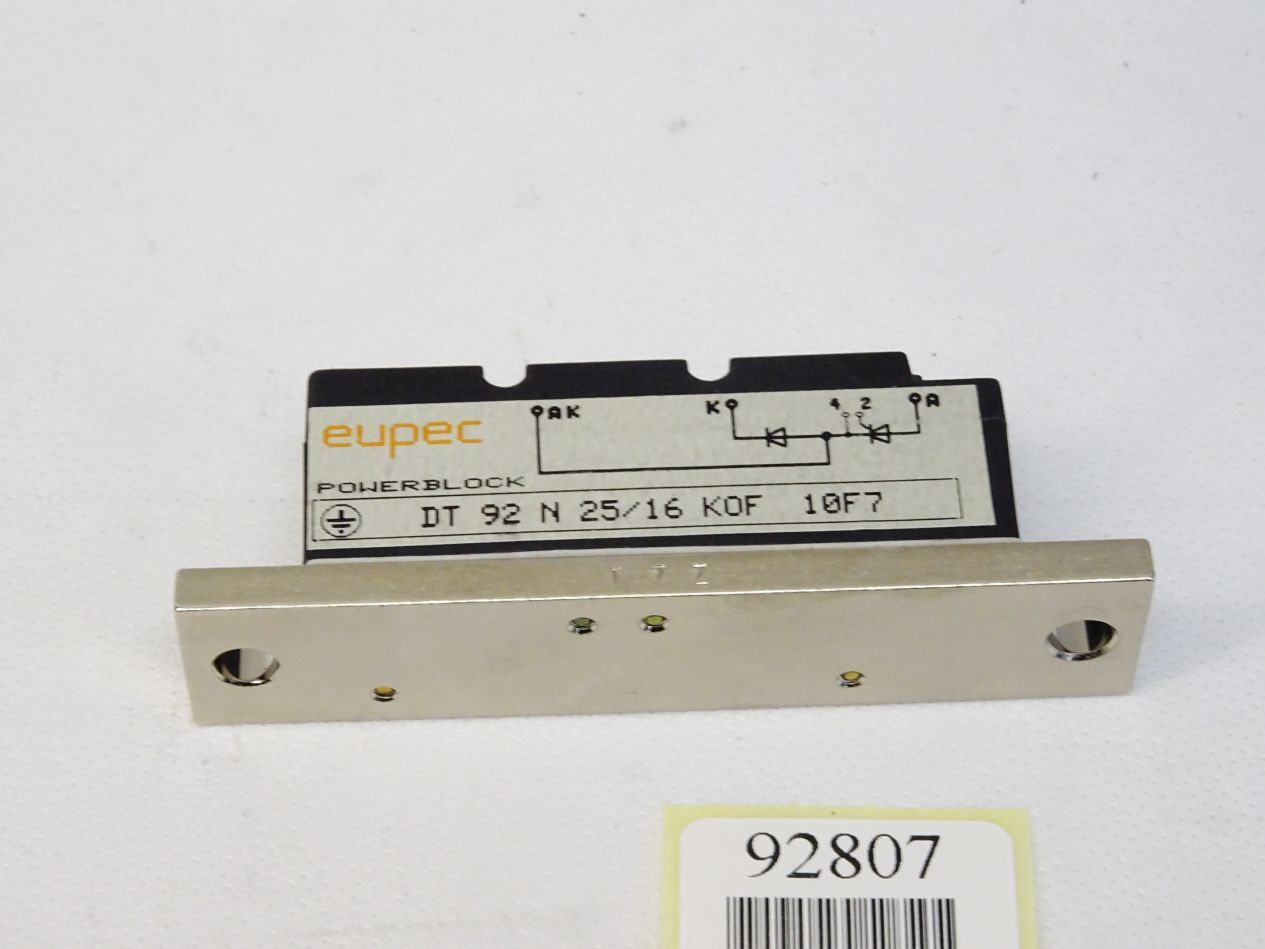 eupec
AK K 4 2 A
POWERBLOCK
DT 92 N 25/16 KOF 10F7
92807